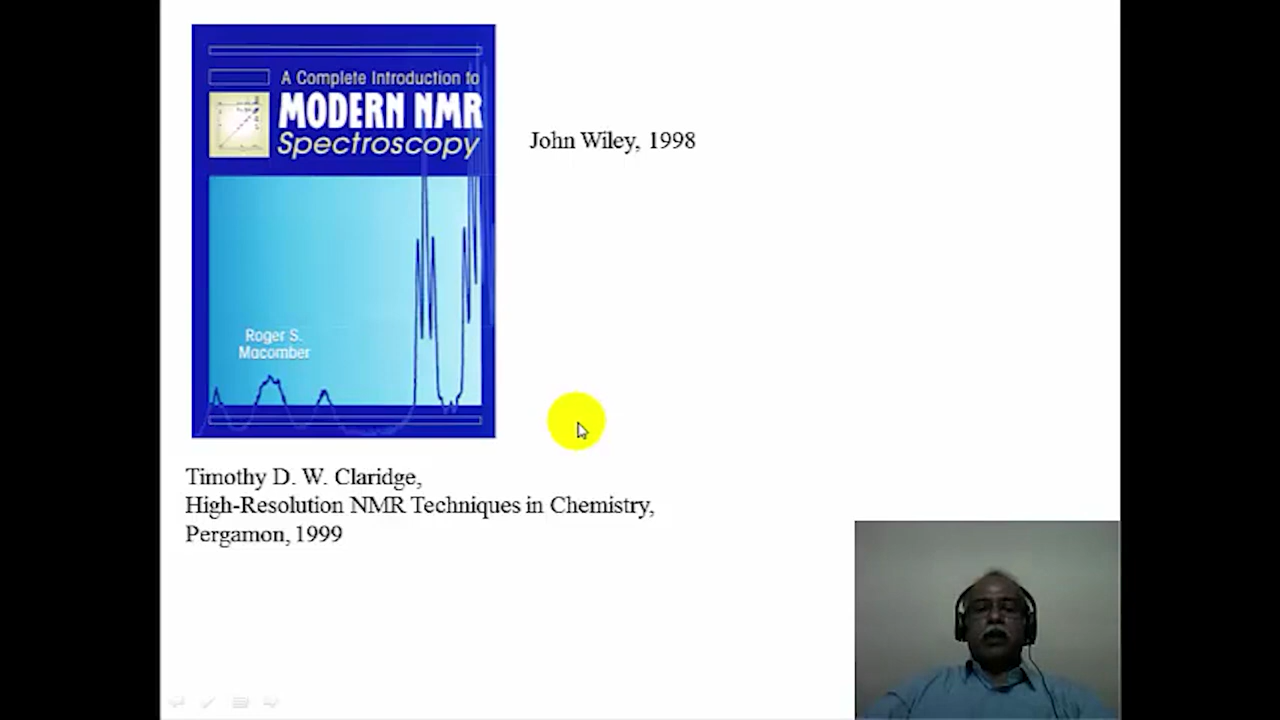 A Complete Introduction to
MODERN NMR
Spectroscopy
John Wiley, 1998
Roger S.
Macomber
Timothy D. W. Claridge,
High-Resolution NMR Techniques in Chemistry,
Pergamon, 1999